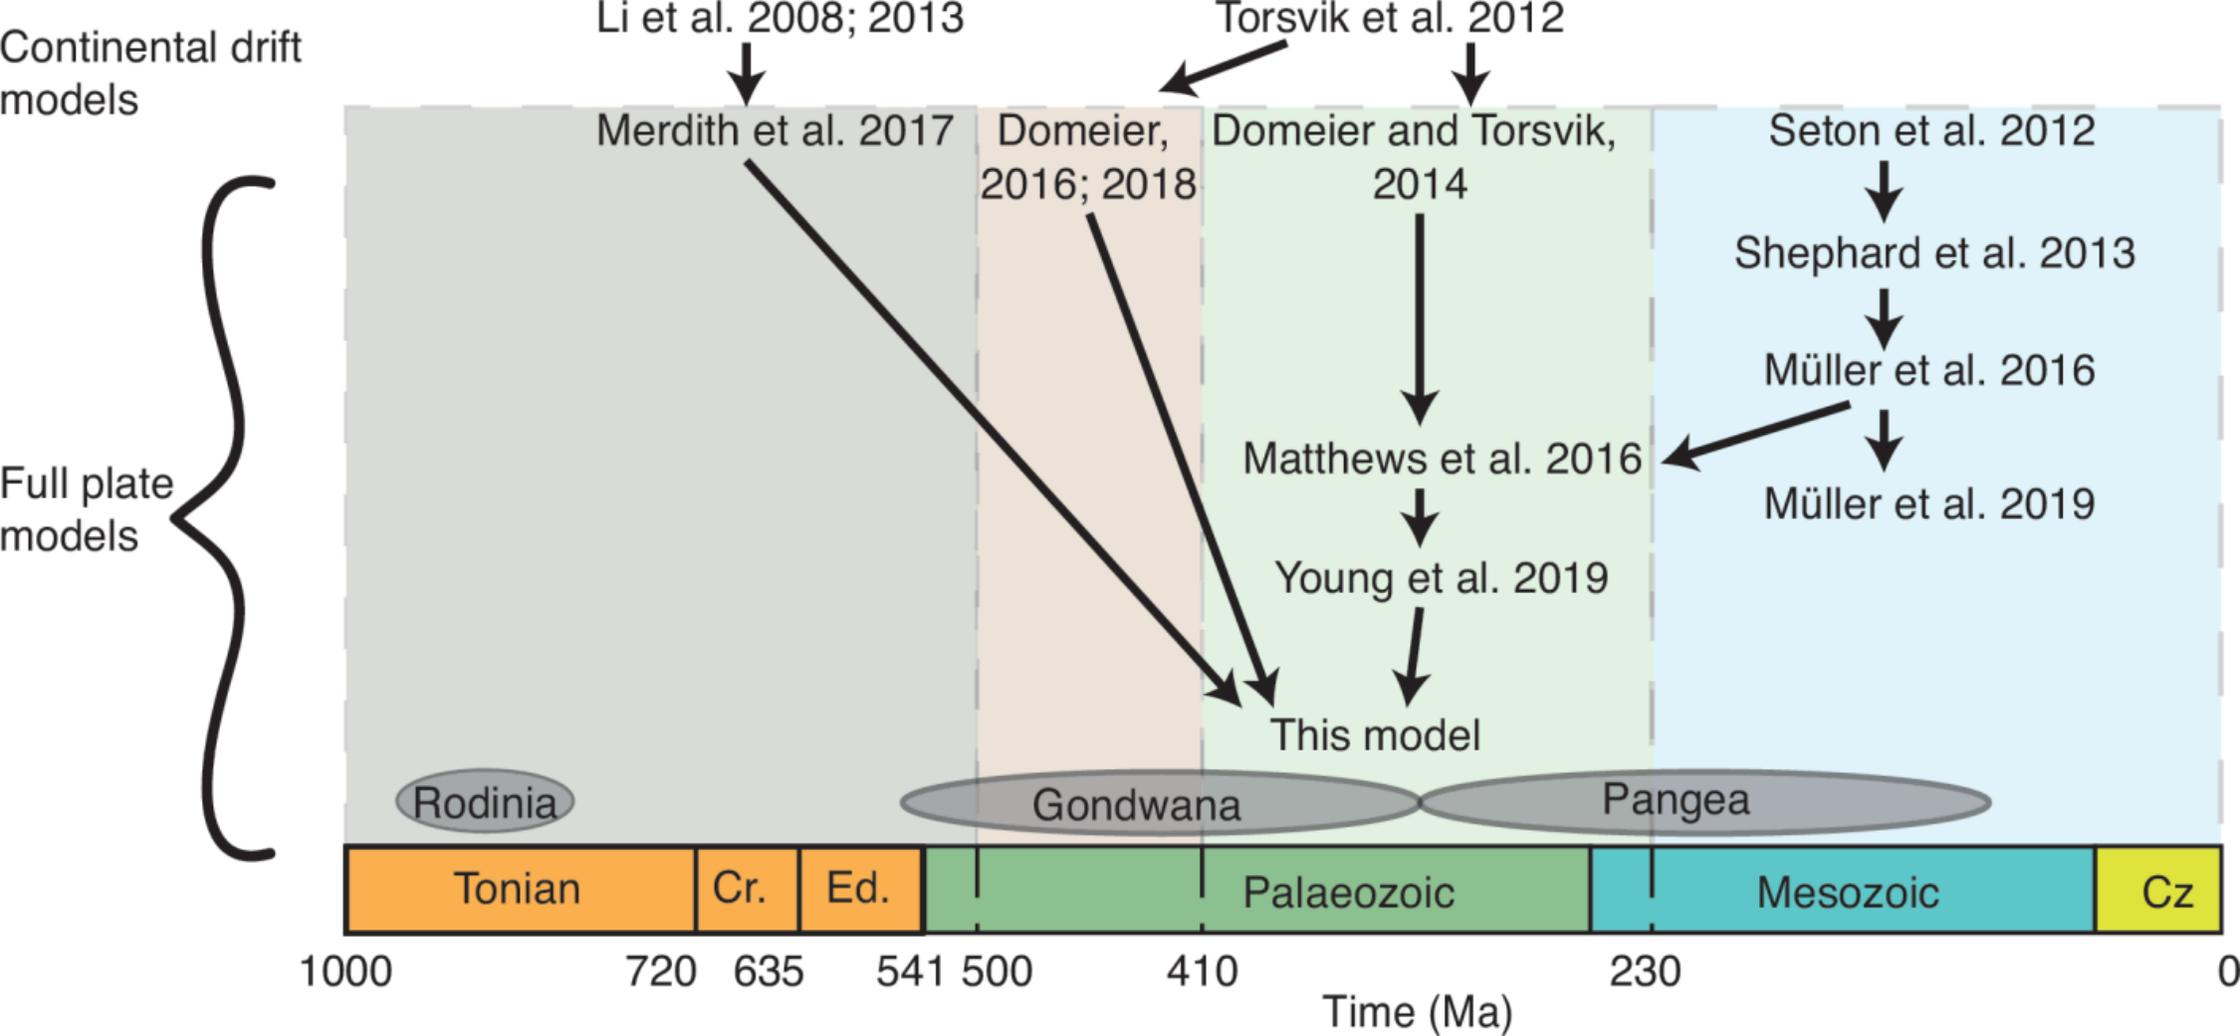 Li et al. 2008; 2013
Torsvik et al. 2012
Continental drift
models
Merdith et al. 2017
Domeier,
2016; 2018
Domeier and Torsvik,
2014
Seton et al. 2012
Shephard et al. 2013
Müller et al. 2016
Matthews et al. 2016
Müller et al. 2019
Full plate
models
Young et al. 2019
This model
Rodinia
Gondwana
Pangea
Tonian
Cr.
Ed.
Palaeozoic
Mesozoic
Cz
1000
720
635
541
500
410
230
0
Time (Ma)